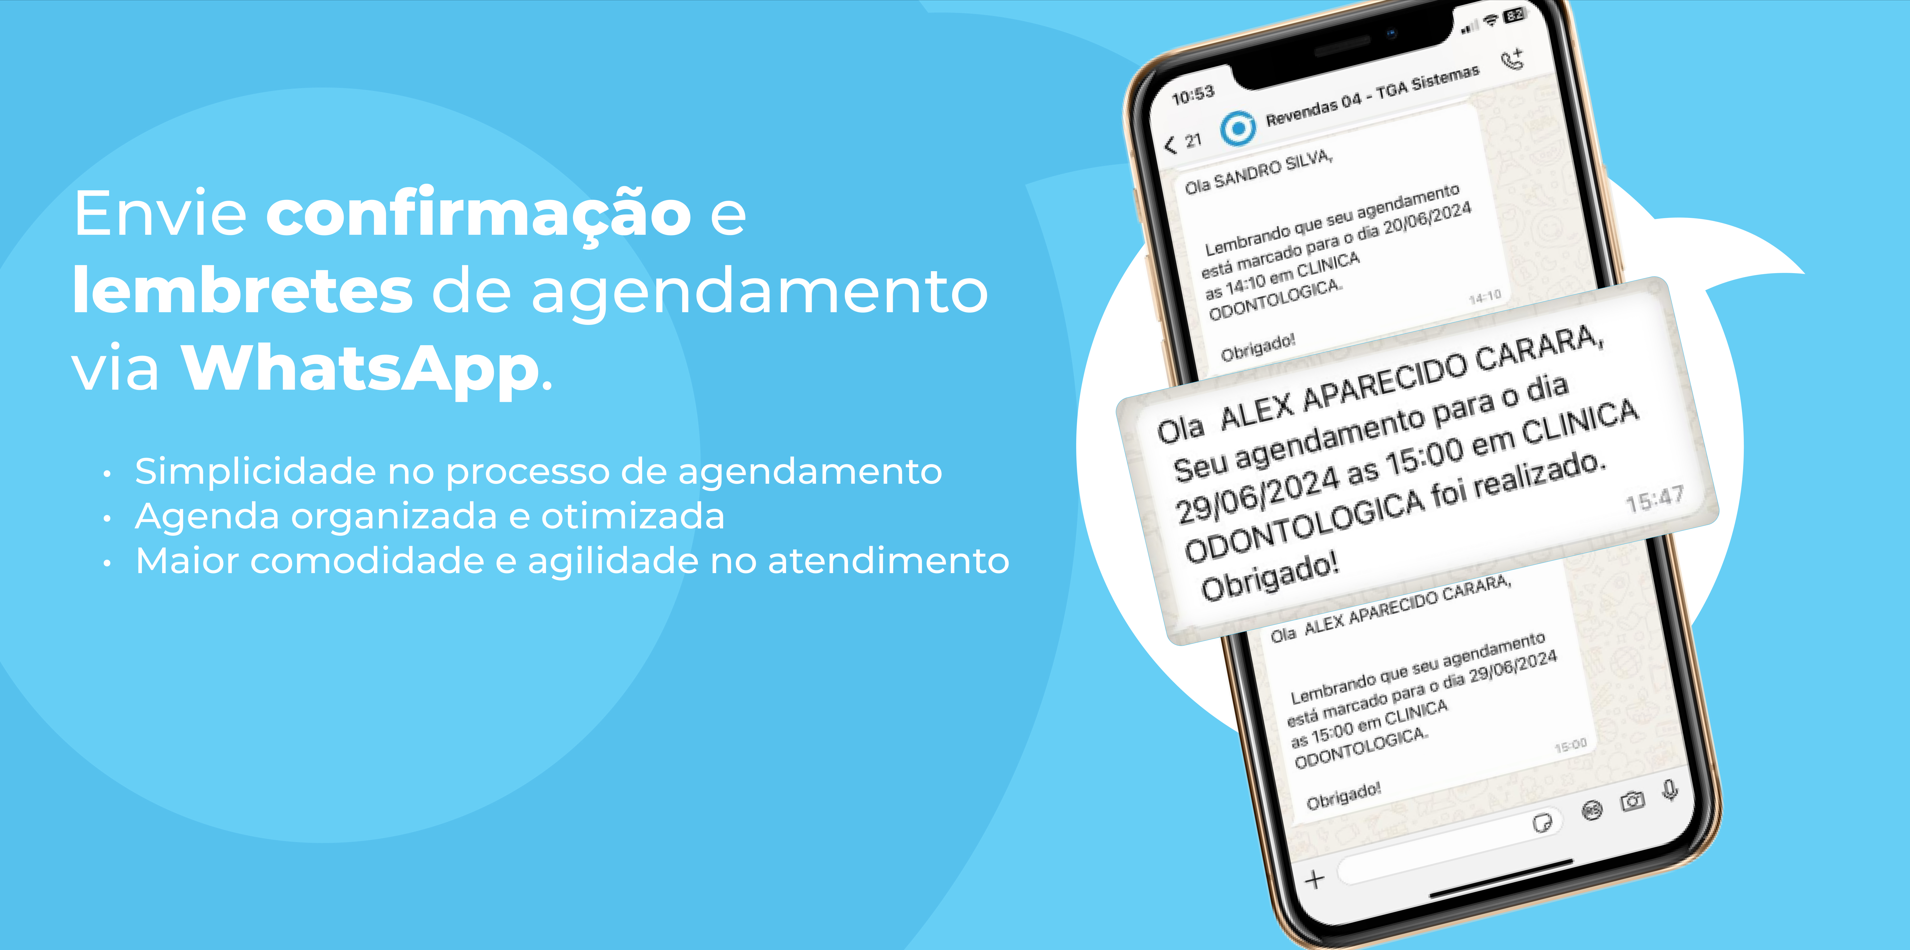 Envie confirmação e
lembretes de agendamento
via WhatsApp.
• Simplicidade no processo de agendamento
• Agenda organizada e otimizada
• Maior comodidade e agilidade no atendimento
10:53
82
21
Revendas 04 - TGA Sistemas
Ola SANDRO SILVA,
Lembrando que seu agendamento
está marcado para o dia 20/06/2024
as 14:10 em CLINICA
ODONTOLOGICA.
14:10
Obrigado!
Ola ALEX APARECIDO CARARA,
Seu agendamento para o dia
29/06/2024 as 15:00 em CLINICA
ODONTOLOGICA foi realizado.
15:47
Obrigado!
Ola ALEX APARECIDO CARARA,
Lembrando que seu agendamento
está marcado para o dia 29/06/2024
as 15:00 em CLINICA
ODONTOLOGICA.
15:00
Obrigado!
R$